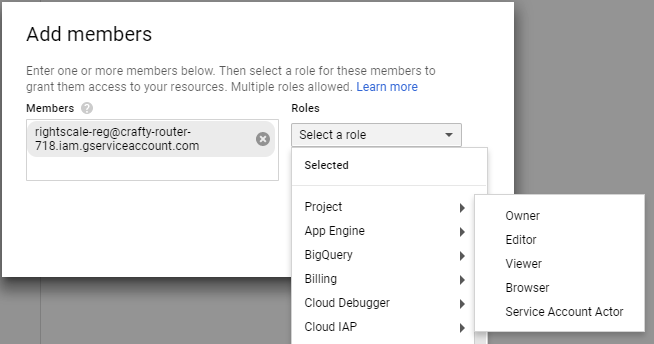 Add members
Enter one or more members below. Then select a role for these members to
grant them access to your resources. Multiple roles allowed. Learn more
Members ?
Roles
rightscale-reg@crafty-router-
718.iam.gserviceaccount.com
Select a role
Selected
Project
App Engine
BigQuery
Billing
Cloud Debugger
Cloud IAP
Owner
Editor
Viewer
Browser
Service Account Actor